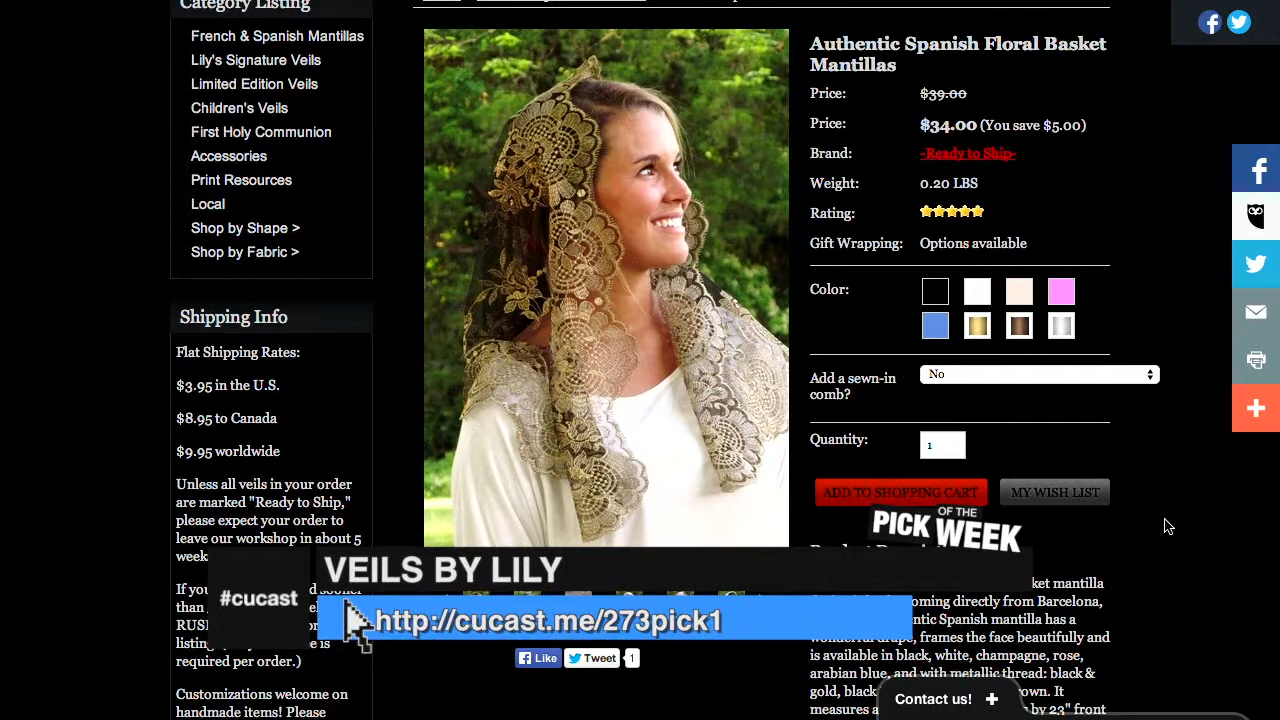 Category Listing
French & Spanish Mantillas
Lily's Signature Veils
Limited Edition Veils
Children's Veils
First Holy Communion
Accessories
Print Resources
Local
Shop by Shape >
Shop by Fabric >
Shipping Info
Flat Shipping Rates:
$3.95 in the U.S.
$8.95 to Canada
$9.95 worldwide
Unless all veils in your order
are marked "Ready to Ship,"
please expect your order to
leave our workshop in about 5
If you
than
RUSH
listing
required per order.)
Customizations welcome on
handmade items! Please
Authentic Spanish Floral Basket
Mantillas
Price: $39.00
Price: $34.00 (You save $5.00)
Brand: -Ready to Ship-
Weight: 0.20 LBS
Rating:
Gift Wrapping: Options available
Color:
Add a sewn-in
comb?
No
Quantity: 1
ADD TO SHOPPING CART
MY WISH LIST
PICK OF THE WEEK
mantilla
coming directly from Barcelona,
mantilla has a
wonderful drape, frames the face beautifully and
is available in black, white, champagne, rose,
arabian blue, and with metallic thread: black &
gold, black
It
measures
by 23" front
#cucast
VEILS BY LILY
http://cucast.me/273pick1
Like
Tweet
1
Contact us! +